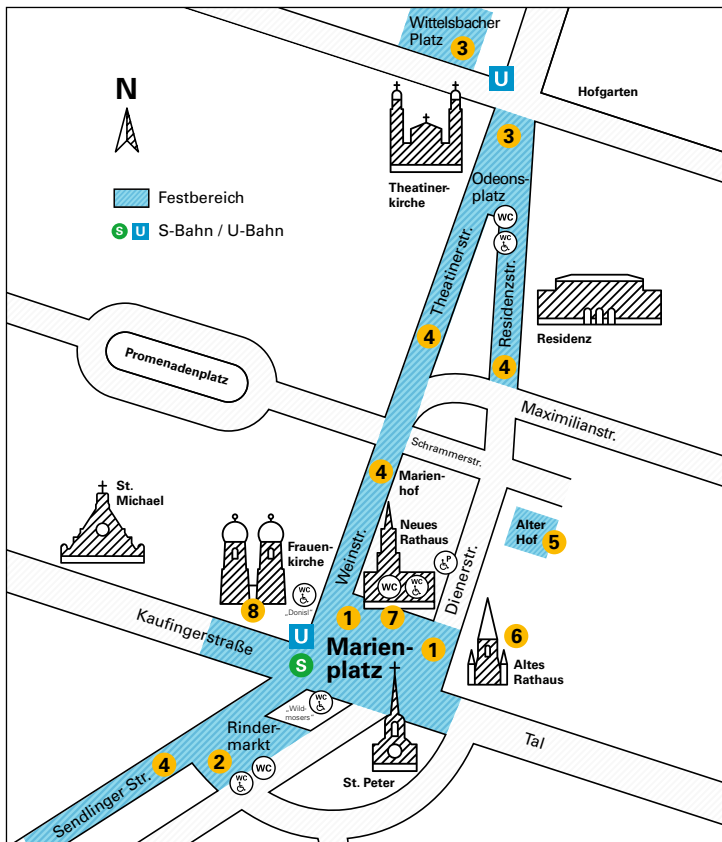 Wittelsbacher
Platz
3
U
Hofgarten
N
3
Theatiner-
kirche
Odeons-
platz
Festbereich
WC
S U S-Bahn / U-Bahn
WC
Theatinerstr.
Residenzstr.
Residenz
4
Promenadenplatz
4
Maximilianstr.
Schrammerstr.
4
Marien-
hof
St.
Michael
Neues
Rathaus
Alter
Hof
5
Frauen-
kirche
Weinstr.
P
Dienerstr.
WC
WC
WC
„Donisl“
8
1
7
Kaufingerstraße
U
S
Marien-
platz
1
6
Altes
Rathaus
WC
„Wild-
mosers“
Rinder-
markt
Tal
4
2
WC
WC
St. Peter
Sendlinger Str.